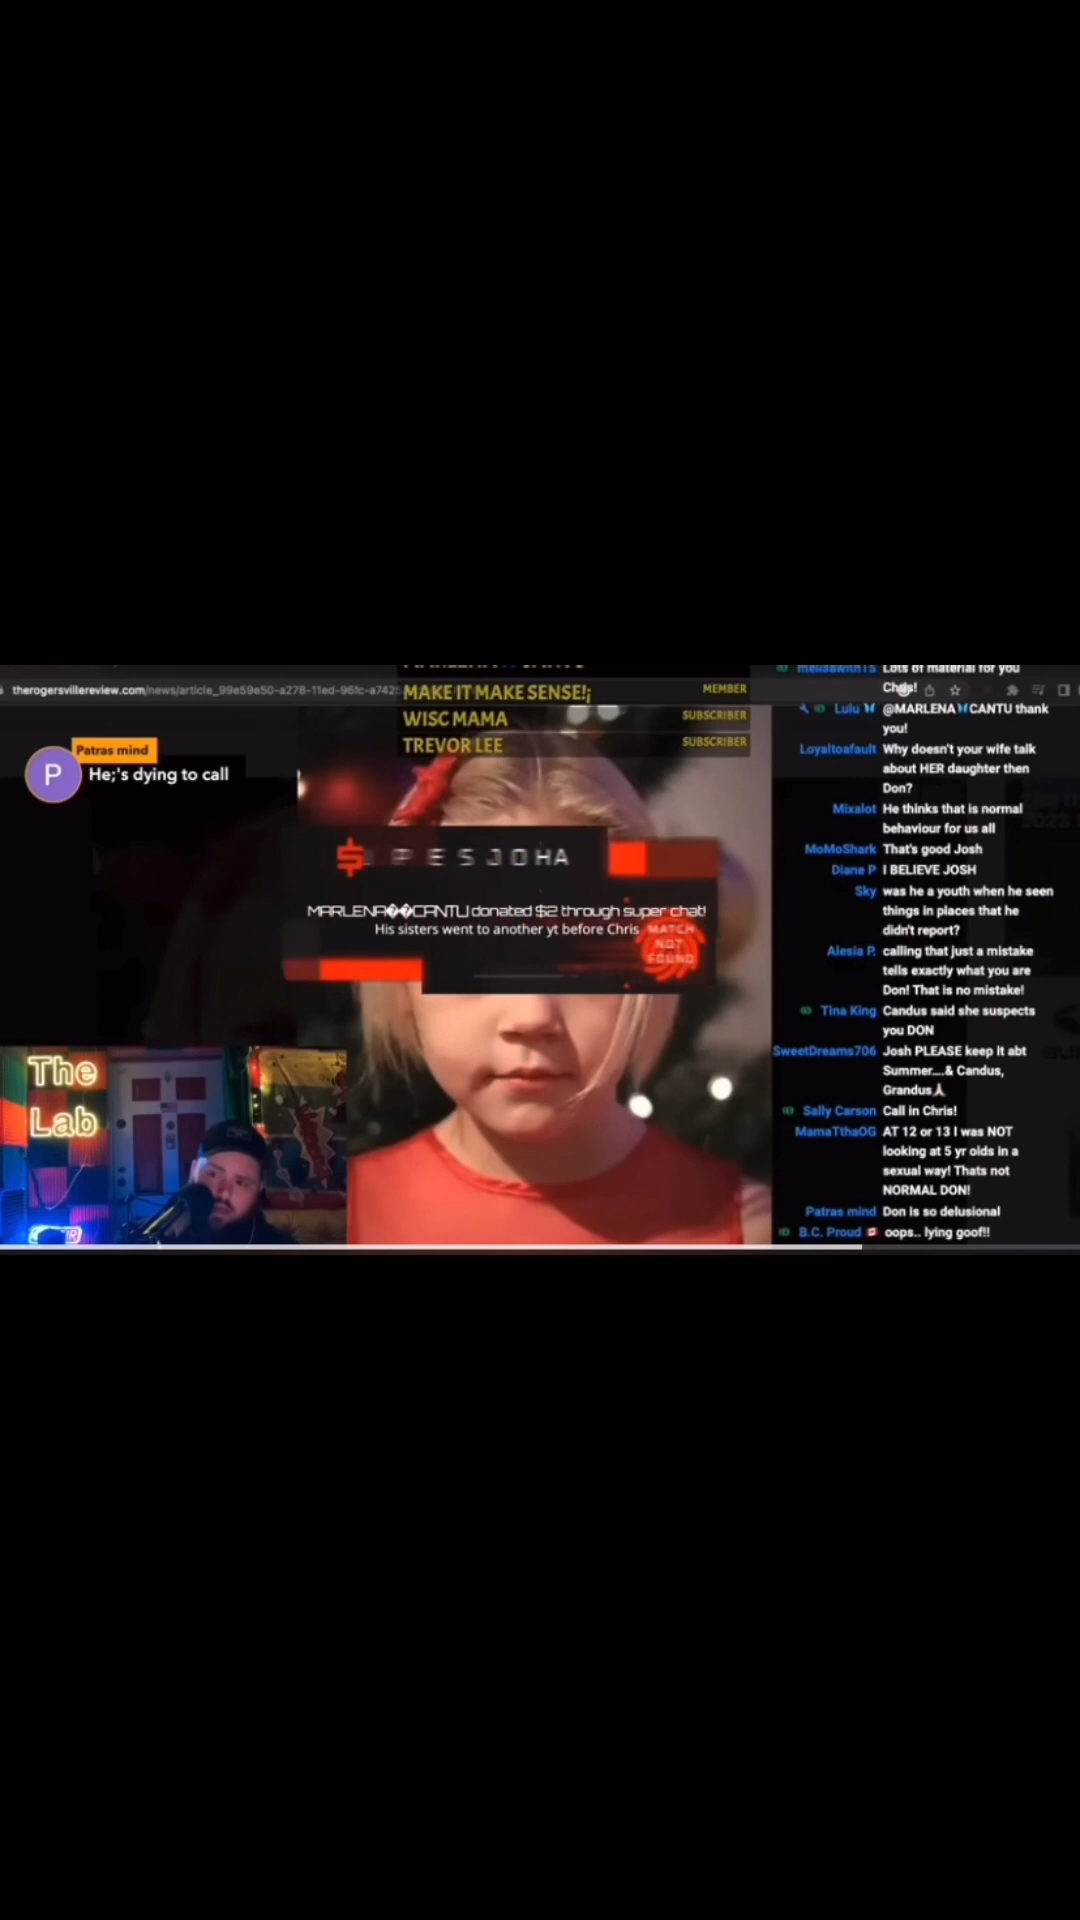 therogersvillereview.com/news/article_99e59e50-a278-11ed-96fc-a742
MAKE IT MAKE SENSE!; MEMBER
WISC MAMA SUBSCRIBER
TREVOR LEE SUBSCRIBER
Patras mind
P
He;'s dying to call
$ P E S J O H A
MARLENA��CANTU donated $2 through super chat!
His sisters went to another yt before Chris
MATCH
NOT
FOUND
The
Lab
melisawithTS Lots of material for you
Chris!
Lulu @MARLENA CANTU thank
you!
Loyaltoafault Why doesn't your wife talk
about HER daughter then
Don?
Mixalot He thinks that is normal
behaviour for us all
MoMoShark That's good Josh
Diane P I BELIEVE JOSH
Sky was he a youth when he seen
things in places that he
didn't report?
Alesia P. calling that just a mistake
tells exactly what you are
Don! That is no mistake!
Tina King Candus said she suspects
you DON
SweetDreams706 Josh PLEASE keep it abt
Summer....& Candus,
Grandus🙏
Sally Carson Call in Chris!
MamaTthaOG AT 12 or 13 I was NOT
looking at 5 yr olds in a
sexual way! Thats not
NORMAL DON!
Patras mind Don is so delusional
B.C. Proud 🇨🇦 oops.. lying goof!!